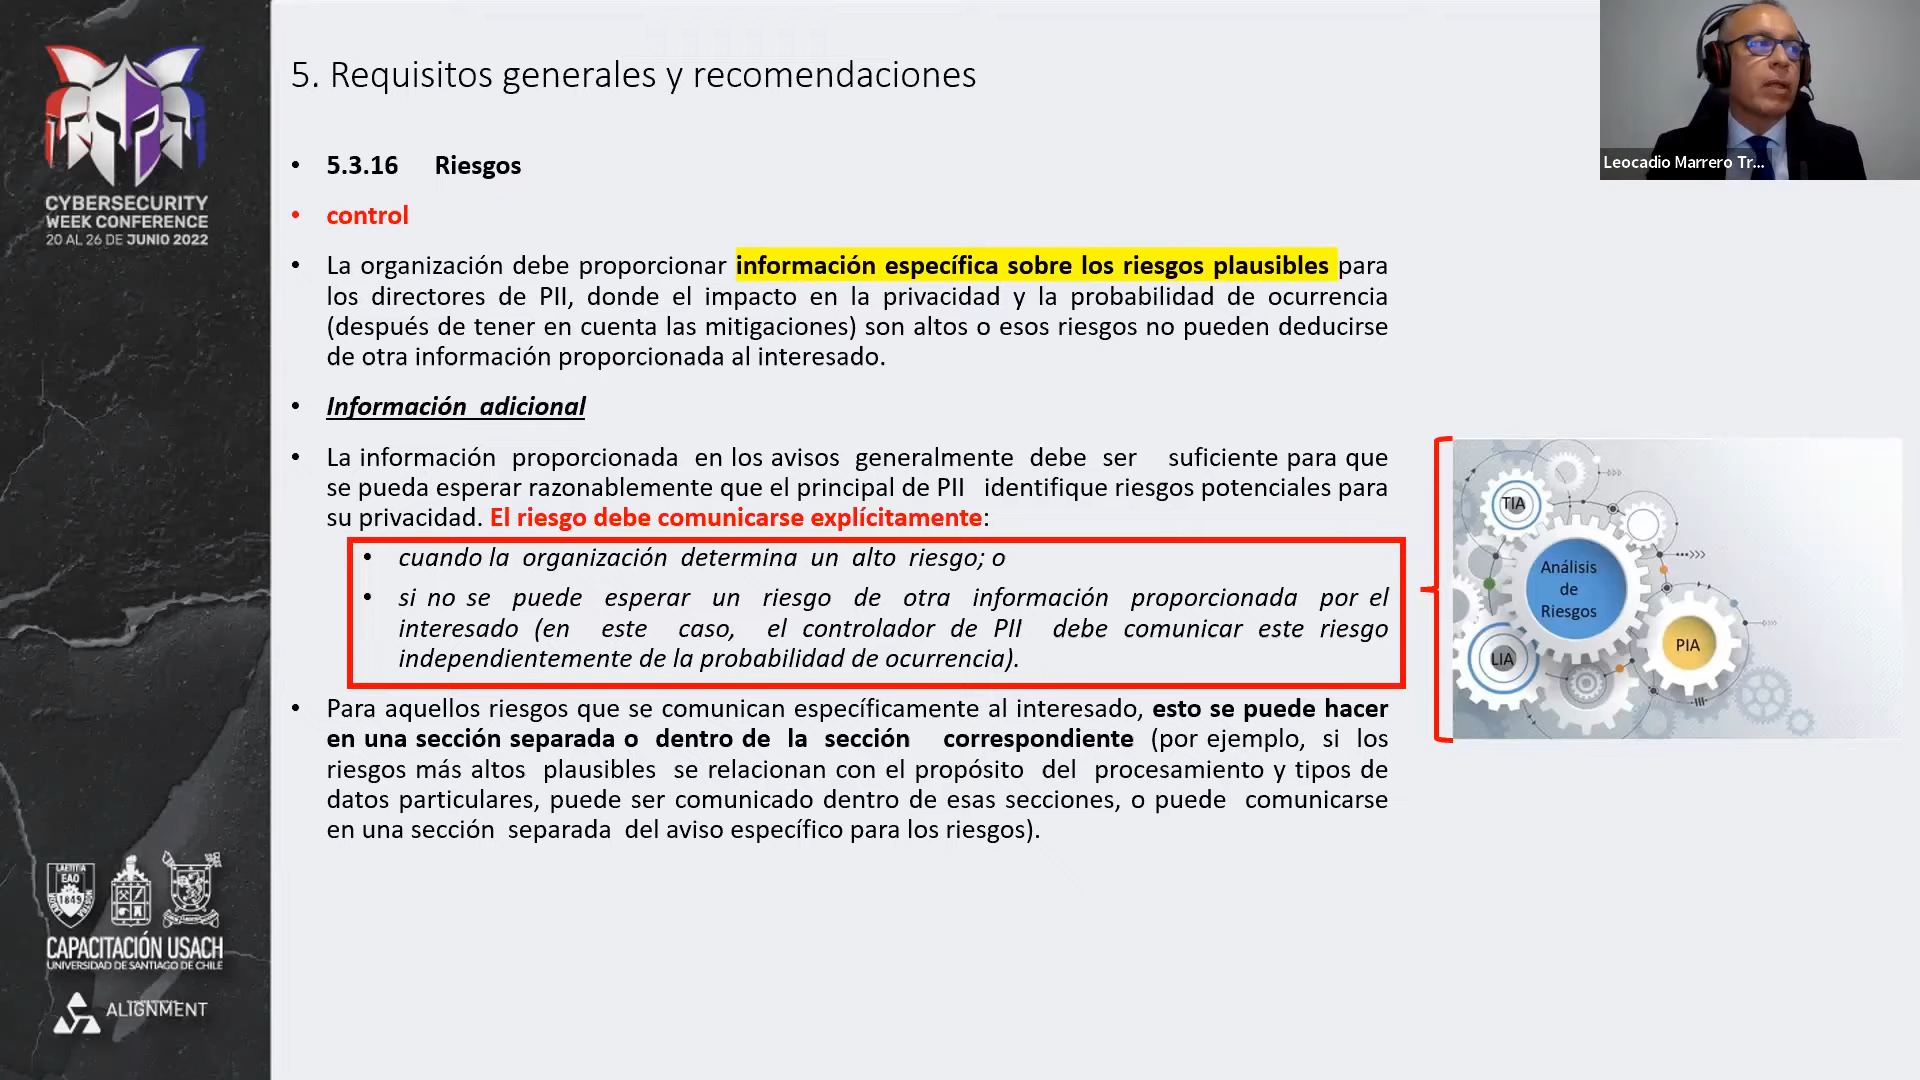 CYBERSECURITY
WEEK CONFERENCE
20 AL 26 DE JUNIO 2022
5. Requisitos generales y recomendaciones
Leocadio Marrero Tr...
• 5.3.16 Riesgos
• control
• La organización debe proporcionar información específica sobre los riesgos plausibles para
los directores de PII, donde el impacto en la privacidad y la probabilidad de ocurrencia
(después de tener en cuenta las mitigaciones) son altos o esos riesgos no pueden deducirse
de otra información proporcionada al interesado.
• Información adicional
• La información proporcionada en los avisos generalmente debe ser suficiente para que
se pueda esperar razonablemente que el principal de PII identifique riesgos potenciales para
su privacidad. El riesgo debe comunicarse explícitamente:
• cuando la organización determina un alto riesgo; o
• si no se puede esperar un riesgo de otra información proporcionada por el
interesado (en este caso, el controlador de PII debe comunicar este riesgo
independientemente de la probabilidad de ocurrencia).
• Para aquellos riesgos que se comunican específicamente al interesado, esto se puede hacer
en una sección separada o dentro de la sección correspondiente (por ejemplo, si los
riesgos más altos plausibles se relacionan con el propósito del procesamiento y tipos de
datos particulares, puede ser comunicado dentro de esas secciones, o puede comunicarse
en una sección separada del aviso específico para los riesgos).
TIA
Análisis
de
Riesgos
PIA
LIA
LAETITIA
EAO
1849
CAPACITACIÓN USACH
UNIVERSIDAD DE SANTIAGO DE CHILE
ALIGNMENT